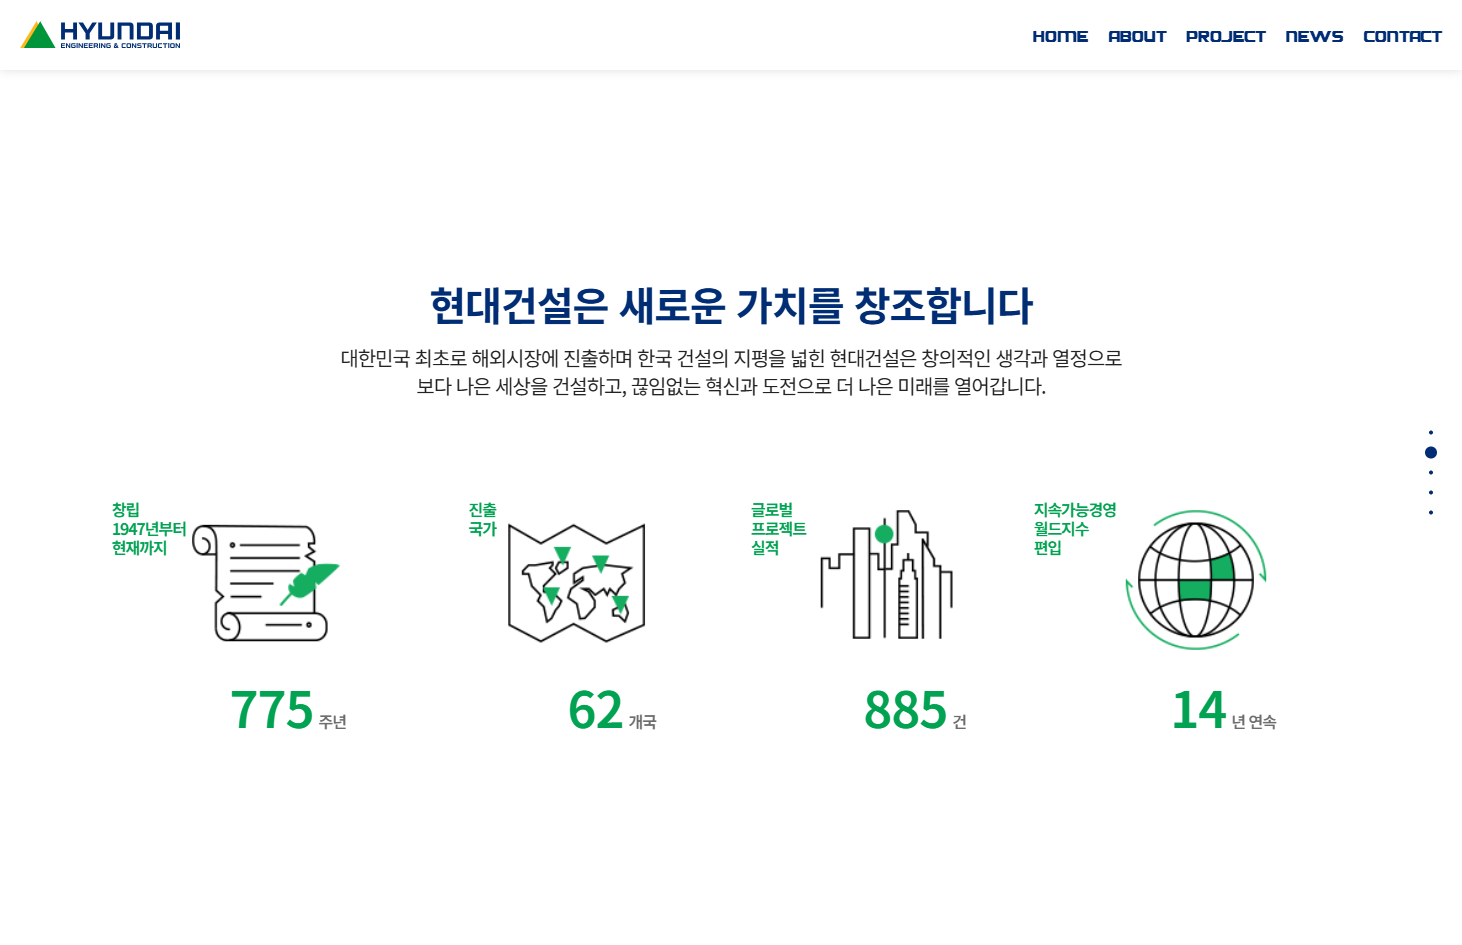 HYUNDAI
ENGINEERING & CONSTRUCTION
HOME ABOUT PROJECT NEWS CONTACT
현대건설은 새로운 가치를 창조합니다
대한민국 최초로 해외시장에 진출하며 한국 건설의 지평을 넓힌 현대건설은 창의적인 생각과 열정으로
보다 나은 세상을 건설하고, 끊임없는 혁신과 도전으로 더 나은 미래를 열어갑니다.
창립
1947년부터
현재까지
775 주년
진출
국가
62 개국
글로벌
프로젝트
실적
885 건
지속가능경영
월드지수
편입
14 년 연속